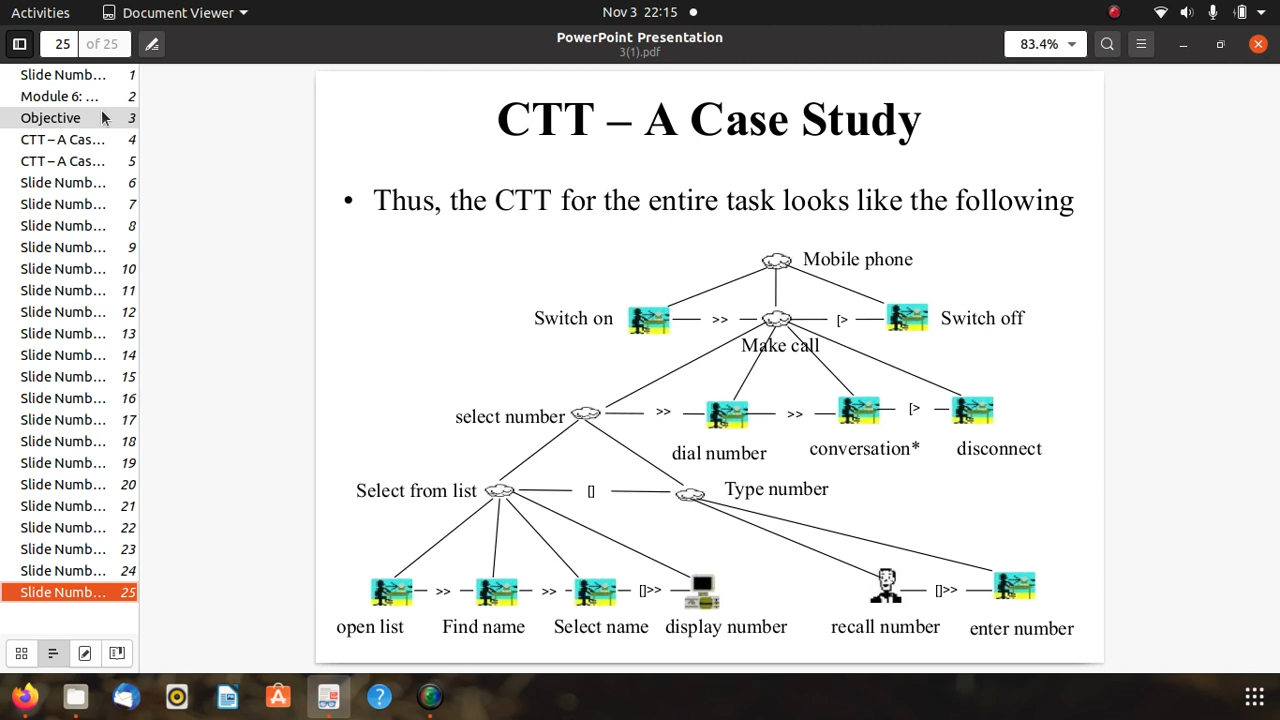 Activities Document Viewer Nov 3 22:15
25 of 25 PowerPoint Presentation 83.4%
3(1).pdf
Slide Numb... 1
Module 6: ... 2
Objective 3
CTT – A Cas... 4
CTT – A Cas... 5
Slide Numb... 6
Slide Numb... 7
Slide Numb... 8
Slide Numb... 9
Slide Numb... 10
Slide Numb... 11
Slide Numb... 12
Slide Numb... 13
Slide Numb... 14
Slide Numb... 15
Slide Numb... 16
Slide Numb... 17
Slide Numb... 18
Slide Numb... 19
Slide Numb... 20
Slide Numb... 21
Slide Numb... 22
Slide Numb... 23
Slide Numb... 24
Slide Numb... 25
CTT – A Case Study
• Thus, the CTT for the entire task looks like the following
Mobile phone
Switch on >> [> Switch off
Make call
select number >> >> [>
dial number conversation* disconnect
Select from list [] Type number
>> >> []>> []>>
open list Find name Select name display number recall number enter number